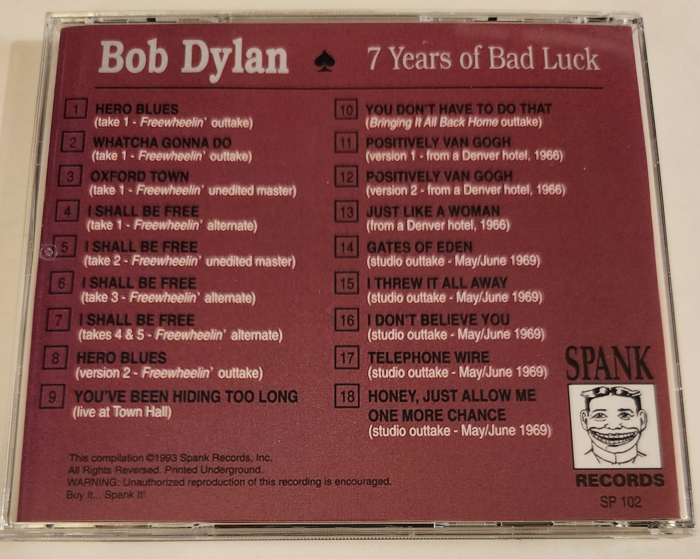 Bob Dylan ♠ 7 Years of Bad Luck
1 HERO BLUES
(take 1 - Freewheelin' outtake)
2 WHATCHA GONNA DO
(take 1 - Freewheelin' outtake)
3 OXFORD TOWN
(take 1 - Freewheelin' unedited master)
4 I SHALL BE FREE
(take 1 - Freewheelin' alternate)
5 I SHALL BE FREE
(take 2 - Freewheelin' unedited master)
6 I SHALL BE FREE
(take 3 - Freewheelin' alternate)
7 I SHALL BE FREE
(takes 4 & 5 - Freewheelin' alternate)
8 HERO BLUES
(version 2 - Freewheelin' outtake)
9 YOU'VE BEEN HIDING TOO LONG
(live at Town Hall)
10 YOU DON'T HAVE TO DO THAT
(Bringing It All Back Home outtake)
11 POSITIVELY VAN GOGH
(version 1 - from a Denver hotel, 1966)
12 POSITIVELY VAN GOGH
(version 2 - from a Denver hotel, 1966)
13 JUST LIKE A WOMAN
(from a Denver hotel, 1966)
14 GATES OF EDEN
(studio outtake - May/June 1969)
15 I THREW IT ALL AWAY
(studio outtake - May/June 1969)
16 I DON'T BELIEVE YOU
(studio outtake - May/June 1969)
17 TELEPHONE WIRE
(studio outtake - May/June 1969)
18 HONEY, JUST ALLOW ME
ONE MORE CHANCE
(studio outtake - May/June 1969)
This compilation ©1993 Spank Records, Inc.
All Rights Reversed. Printed Underground.
WARNING: Unauthorized reproduction of this recording is encouraged.
Buy It... Spank It!
SPANK
RECORDS
SP 102